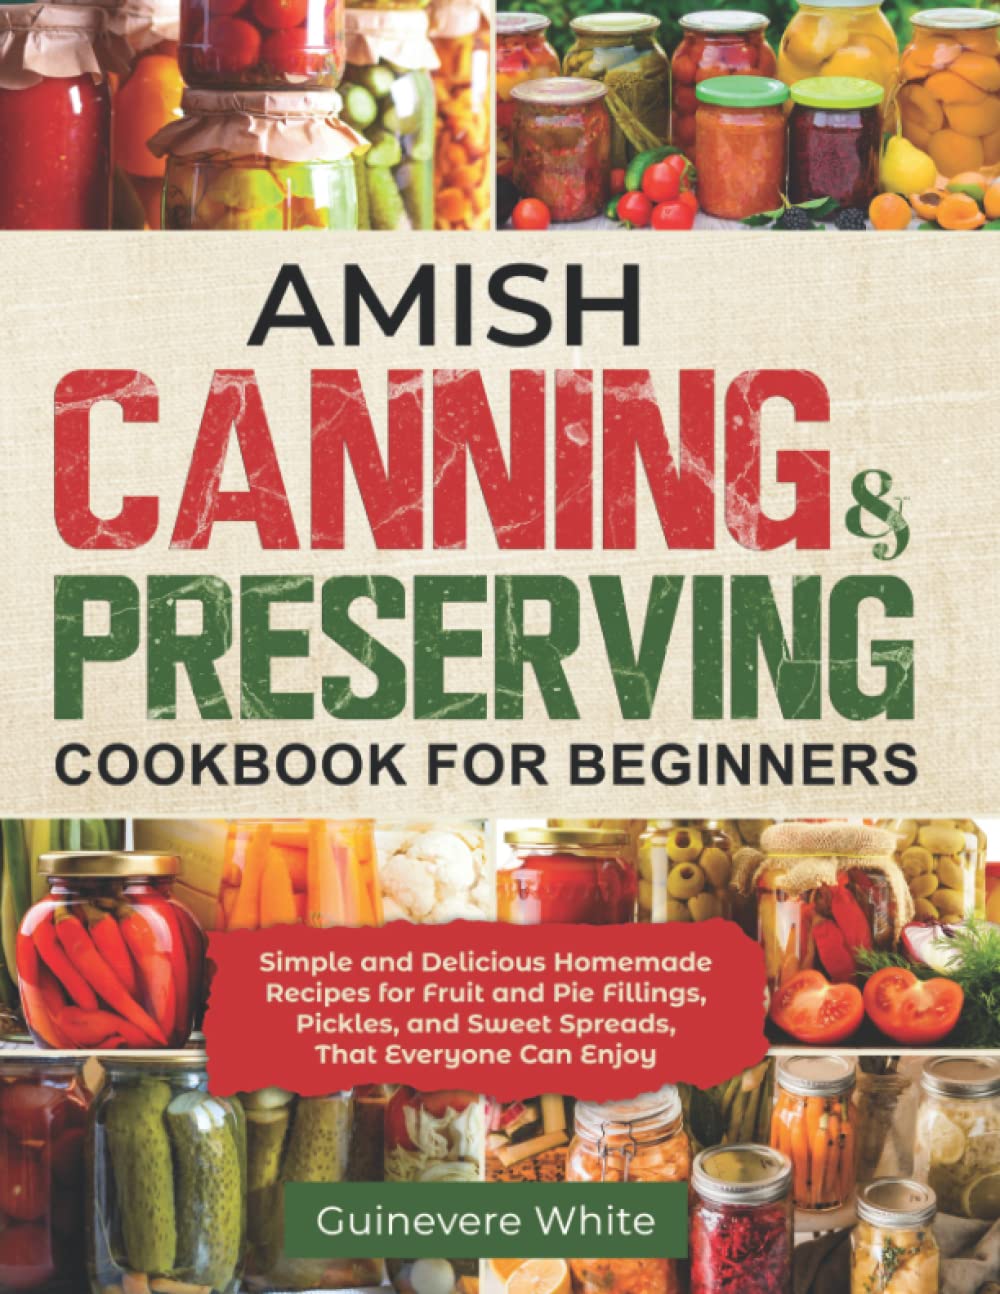 AMISH
CANNING &
PRESERVING
COOKBOOK FOR BEGINNERS
Simple and Delicious Homemade
Recipes for Fruit and Pie Fillings,
Pickles, and Sweet Spreads,
That Everyone Can Enjoy
Guinevere White